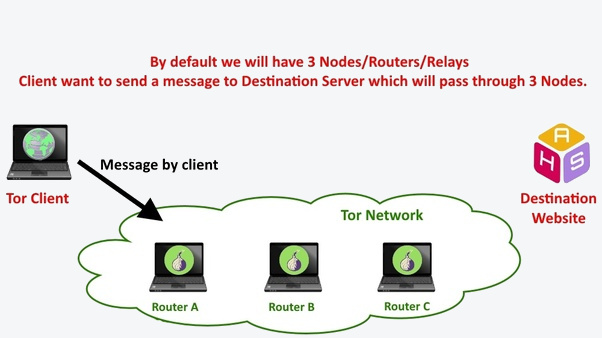 By default we will have 3 Nodes/Routers/Relays
Client want to send a message to Destination Server which will pass through 3 Nodes.
Message by client
Tor Client
A
H S
Destination
Website
Tor Network
Router A
Router B
Router C